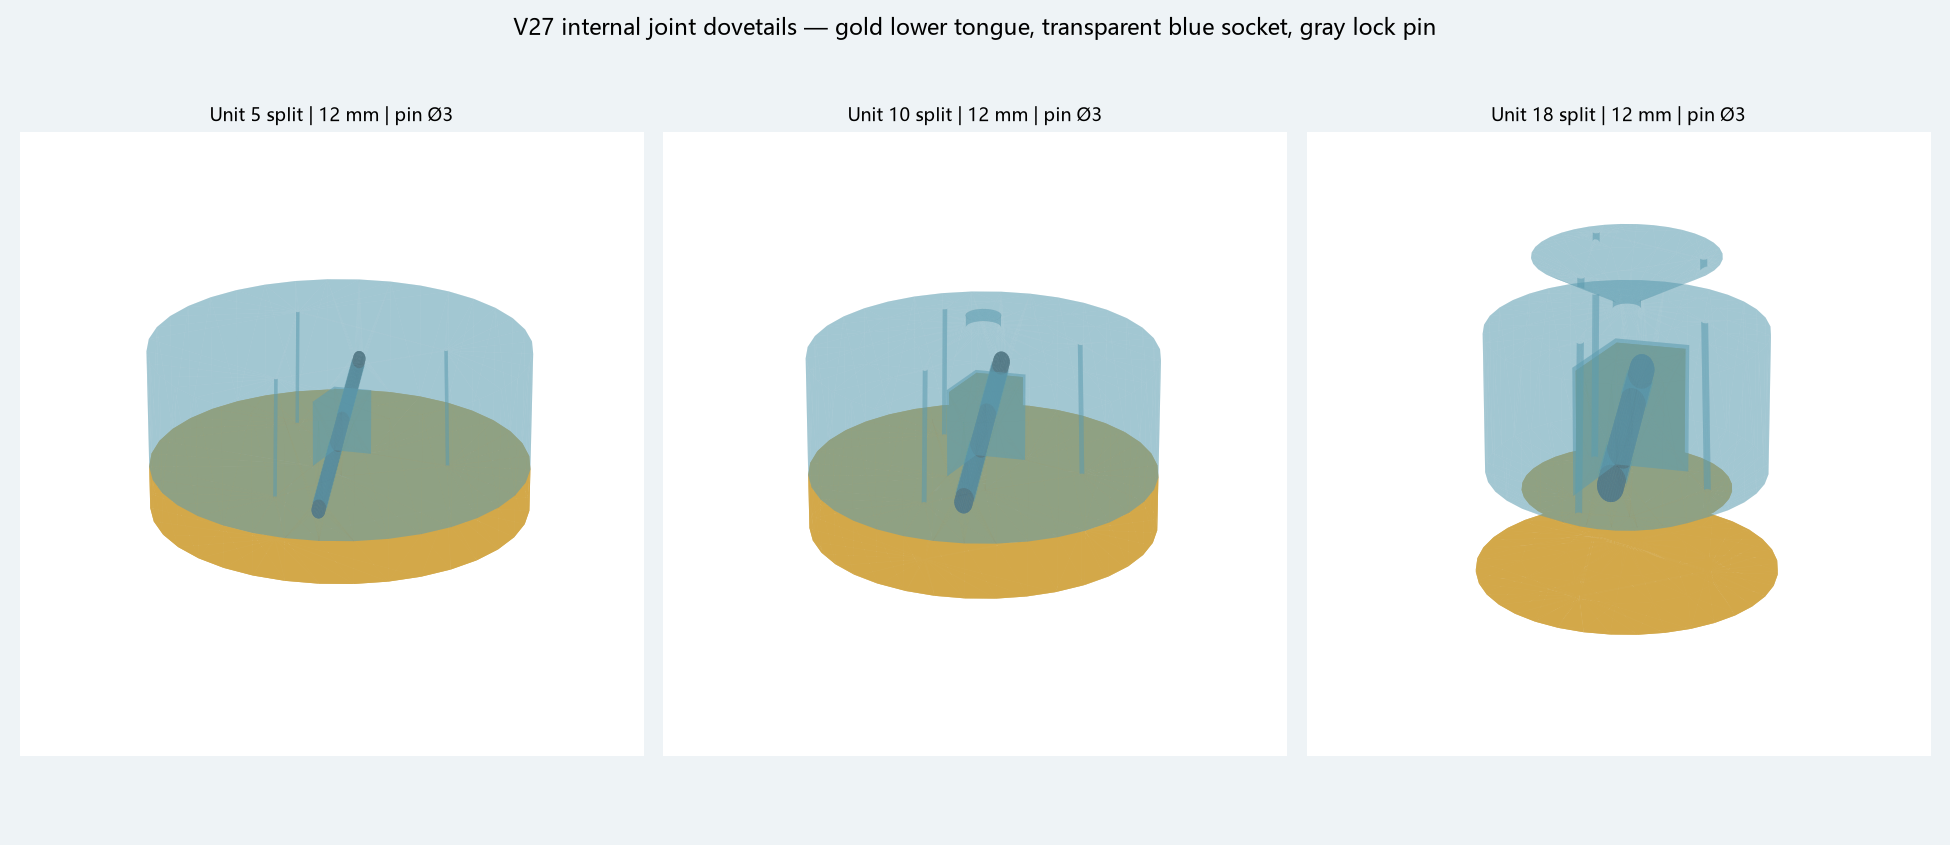 V27 internal joint dovetails — gold lower tongue, transparent blue socket, gray lock pin
Unit 5 split | 12 mm | pin Ø3
Unit 10 split | 12 mm | pin Ø3
Unit 18 split | 12 mm | pin Ø3